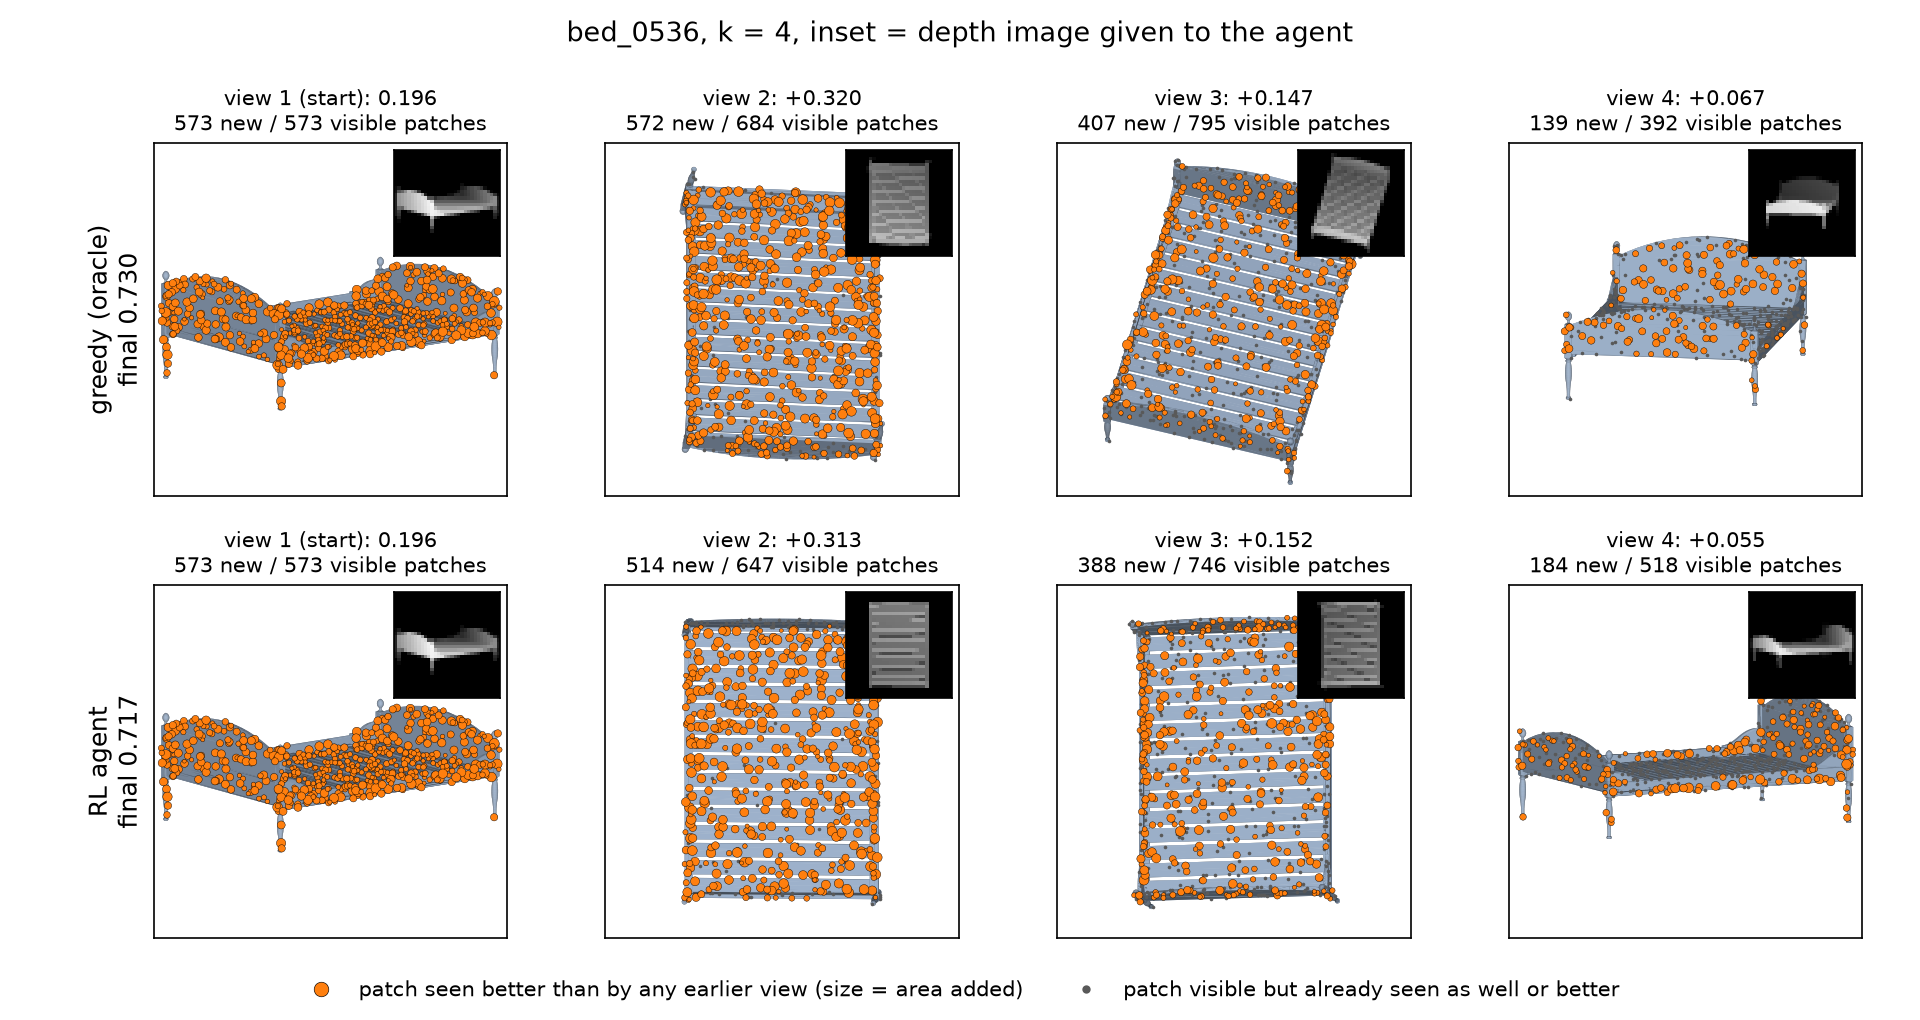 bed_0536, k = 4, inset = depth image given to the agent
view 1 (start): 0.196
573 new / 573 visible patches
view 2: +0.320
572 new / 684 visible patches
view 3: +0.147
407 new / 795 visible patches
view 4: +0.067
139 new / 392 visible patches
greedy (oracle)
final 0.730
view 1 (start): 0.196
573 new / 573 visible patches
view 2: +0.313
514 new / 647 visible patches
view 3: +0.152
388 new / 746 visible patches
view 4: +0.055
184 new / 518 visible patches
RL agent
final 0.717
patch seen better than by any earlier view (size = area added)
patch visible but already seen as well or better